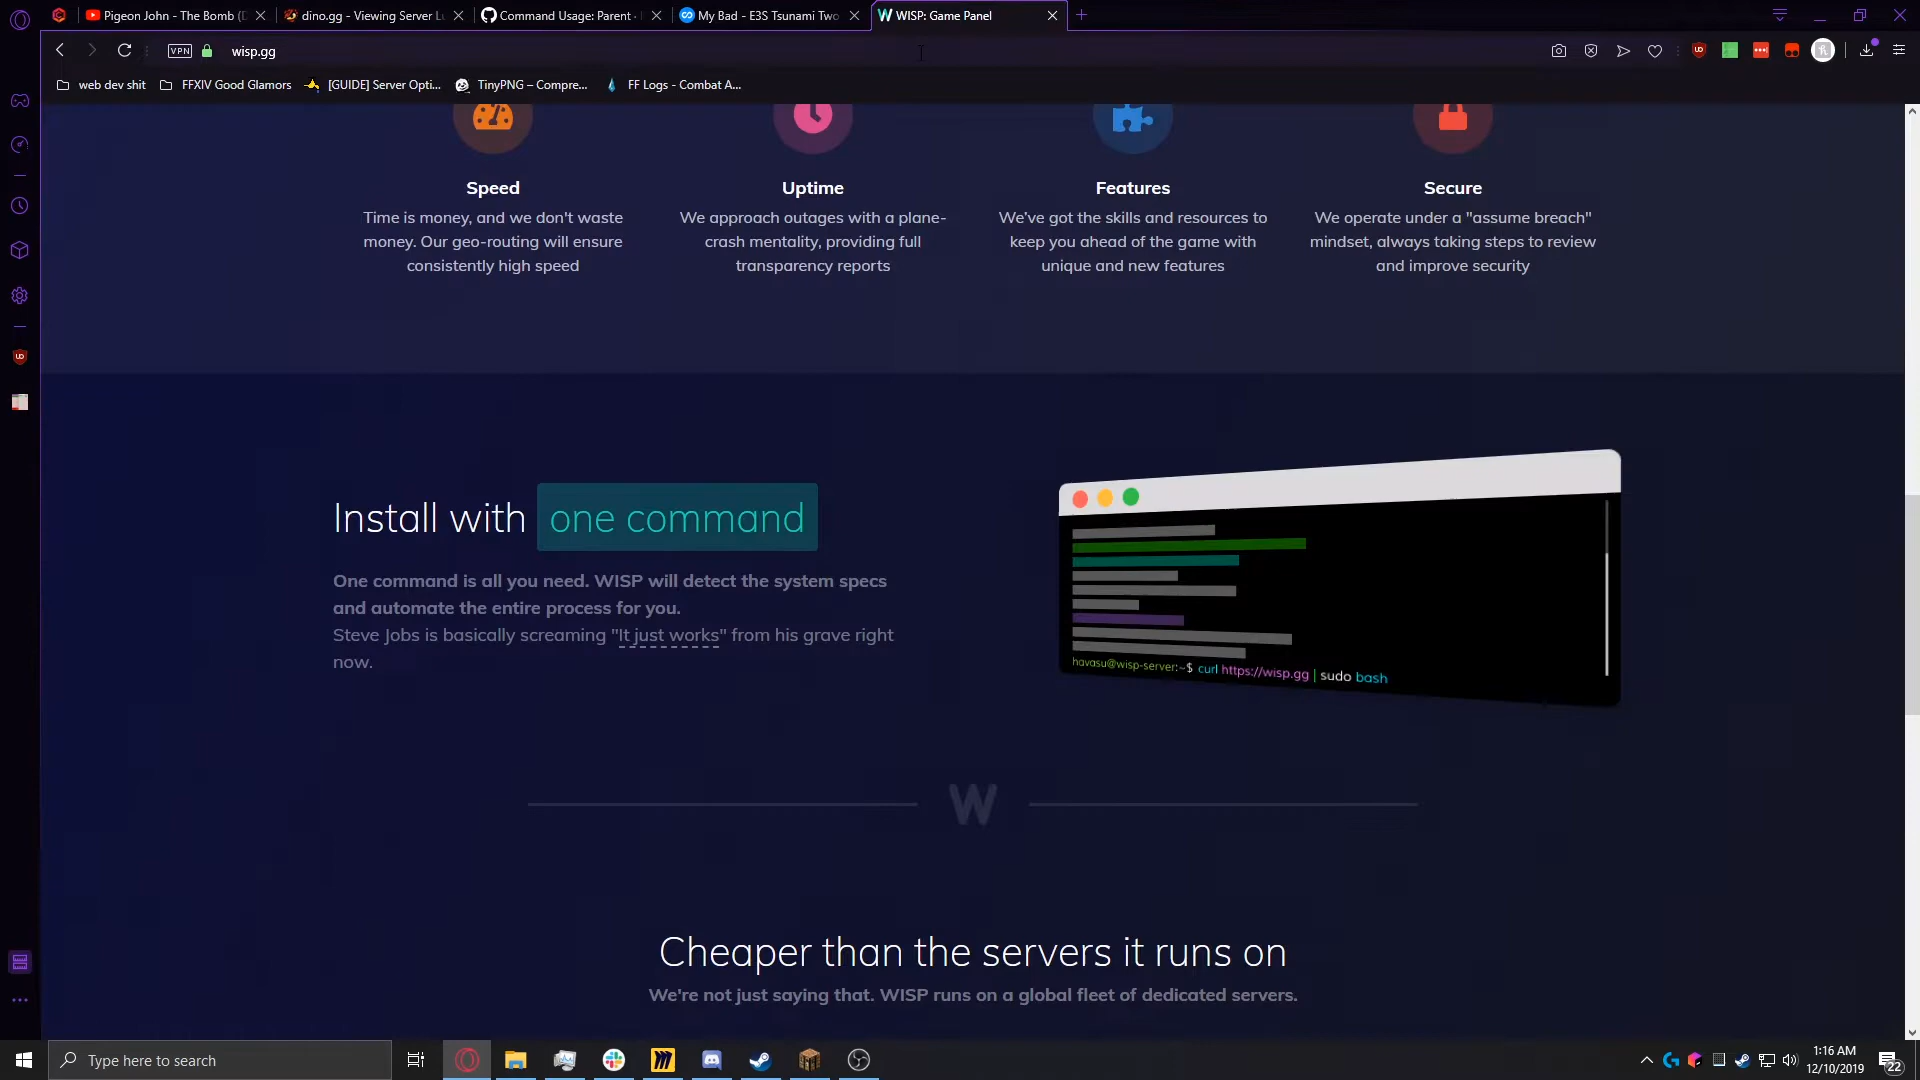 Pigeon John - The Bomb (
dino.gg - Viewing Server Lu
Command Usage: Parent ·
My Bad - E3S Tsunami Two
WISP: Game Panel
VPN
wisp.gg
web dev shit
FFXIV Good Glamors
[GUIDE] Server Opti...
TinyPNG – Compre...
FF Logs - Combat A...
Speed
Time is money, and we don't waste
money. Our geo-routing will ensure
consistently high speed
Uptime
We approach outages with a plane-
crash mentality, providing full
transparency reports
Features
We've got the skills and resources to
keep you ahead of the game with
unique and new features
Secure
We operate under a "assume breach"
mindset, always taking steps to review
and improve security
Install with one command
One command is all you need. WISP will detect the system specs
and automate the entire process for you.
Steve Jobs is basically screaming "It just works" from his grave right
now.
havasu@wisp-server:~$ curl https://wisp.gg | sudo bash
W
Cheaper than the servers it runs on
We're not just saying that. WISP runs on a global fleet of dedicated servers.
Type here to search
1:16 AM
12/10/2019
22